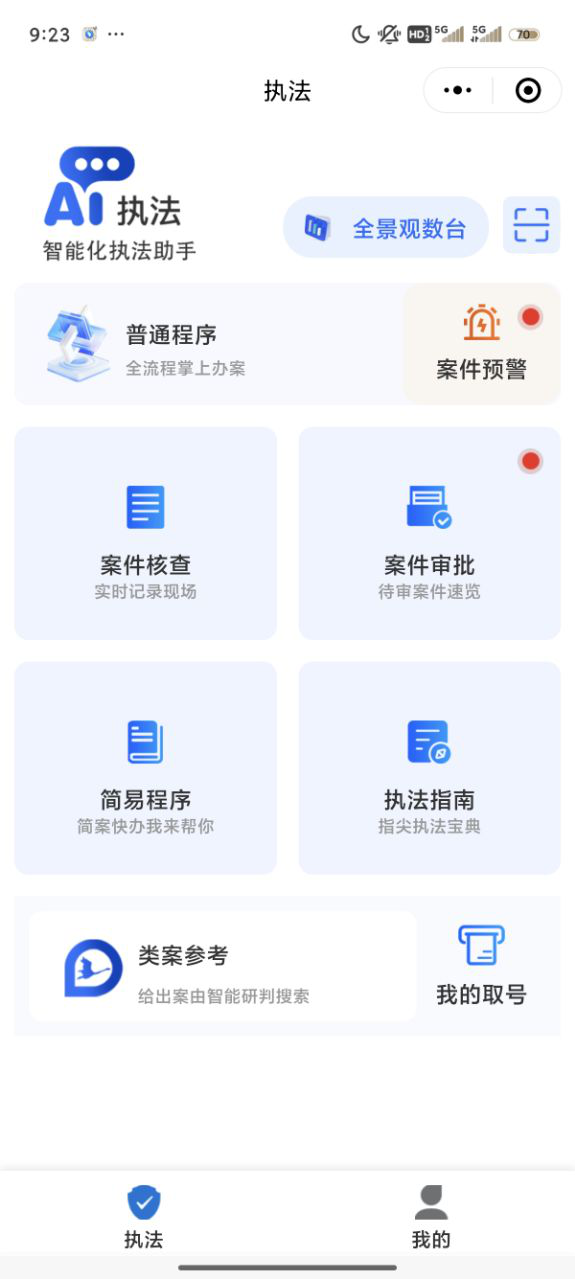 9:23
HD 1 2 5G 5G 70
执法
AI 执法
智能化执法助手
全景观数台
普通程序
全流程掌上办案
案件预警
案件核查
实时记录现场
案件审批
待审案件速览
简易程序
简案快办我来帮你
执法指南
指尖执法宝典
类案参考
给出案由智能研判搜索
我的取号
执法
我的